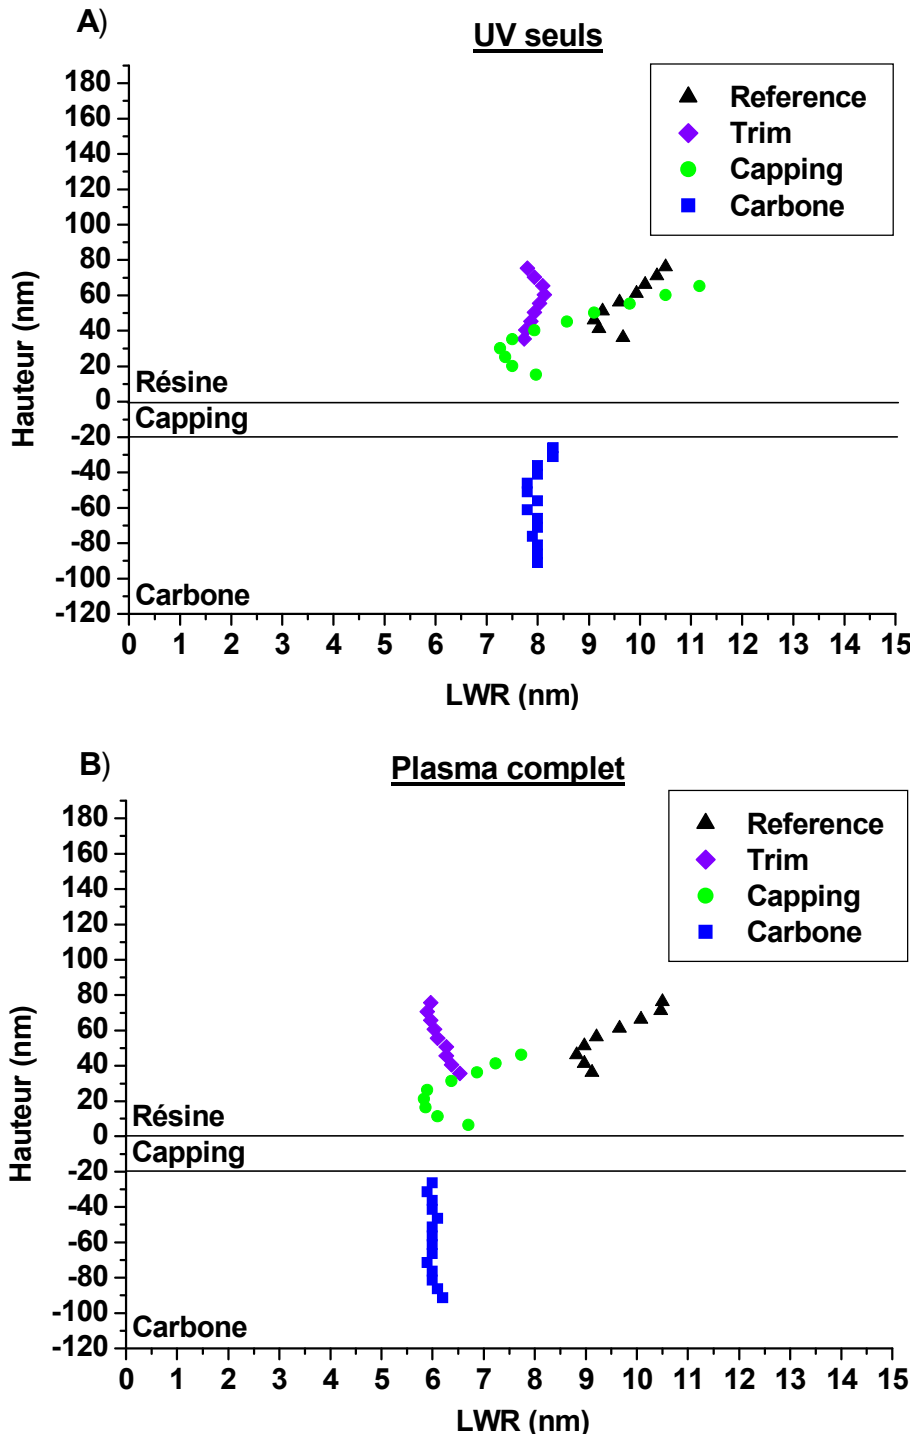 A)
UV seuls
Reference
Trim
Capping
Carbone
180
160
140
120
100
80
60
40
20
0
-20
-40
-60
-80
-100
-120
Hauteur (nm)
Résine
Capping
Carbone
0 1 2 3 4 5 6 7 8 9 10 11 12 13 14 15
LWR (nm)
B)
Plasma complet
Reference
Trim
Capping
Carbone
180
160
140
120
100
80
60
40
20
0
-20
-40
-60
-80
-100
-120
Hauteur (nm)
Résine
Capping
Carbone
0 1 2 3 4 5 6 7 8 9 10 11 12 13 14 15
LWR (nm)